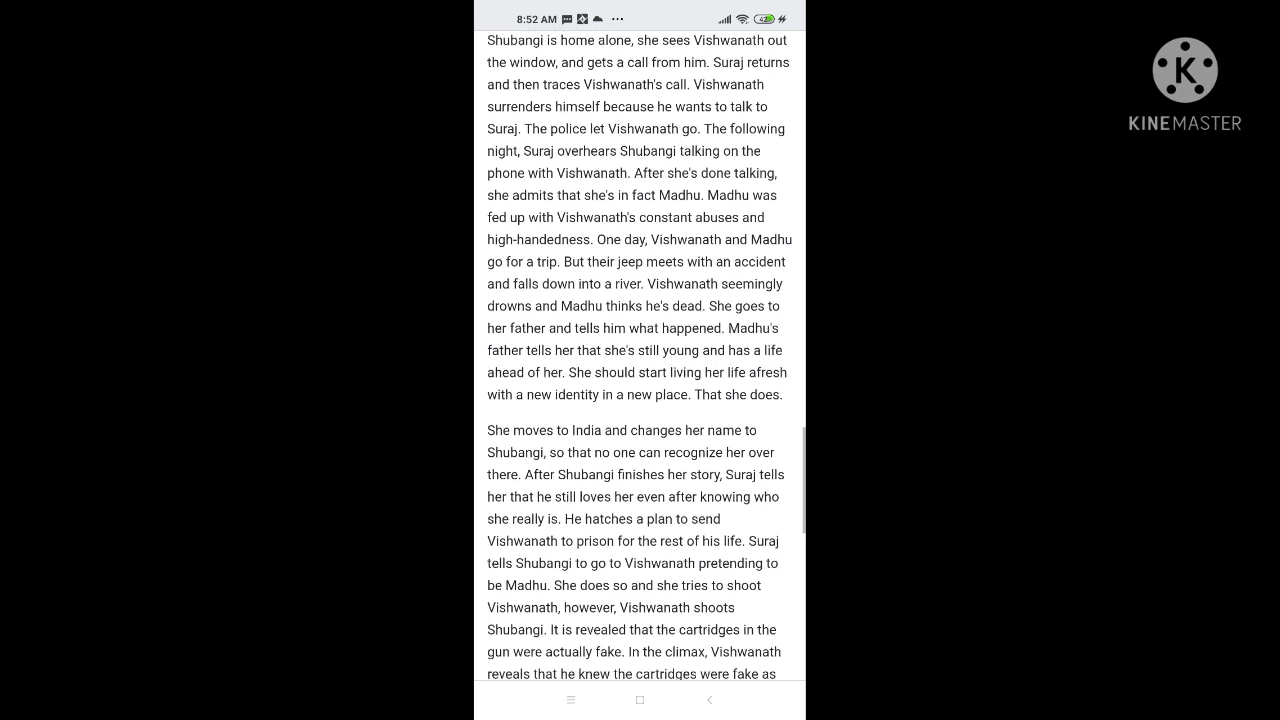 8:52 AM
42
Shubangi is home alone, she sees Vishwanath out
the window, and gets a call from him. Suraj returns
and then traces Vishwanath's call. Vishwanath
surrenders himself because he wants to talk to
Suraj. The police let Vishwanath go. The following
night, Suraj overhears Shubangi talking on the
phone with Vishwanath. After she's done talking,
she admits that she's in fact Madhu. Madhu was
fed up with Vishwanath's constant abuses and
high-handedness. One day, Vishwanath and Madhu
go for a trip. But their jeep meets with an accident
and falls down into a river. Vishwanath seemingly
drowns and Madhu thinks he's dead. She goes to
her father and tells him what happened. Madhu's
father tells her that she's still young and has a life
ahead of her. She should start living her life afresh
with a new identity in a new place. That she does.
She moves to India and changes her name to
Shubangi, so that no one can recognize her over
there. After Shubangi finishes her story, Suraj tells
her that he still loves her even after knowing who
she really is. He hatches a plan to send
Vishwanath to prison for the rest of his life. Suraj
tells Shubangi to go to Vishwanath pretending to
be Madhu. She does so and she tries to shoot
Vishwanath, however, Vishwanath shoots
Shubangi. It is revealed that the cartridges in the
gun were actually fake. In the climax, Vishwanath
reveals that he knew the cartridges were fake as
K
KINEMASTER